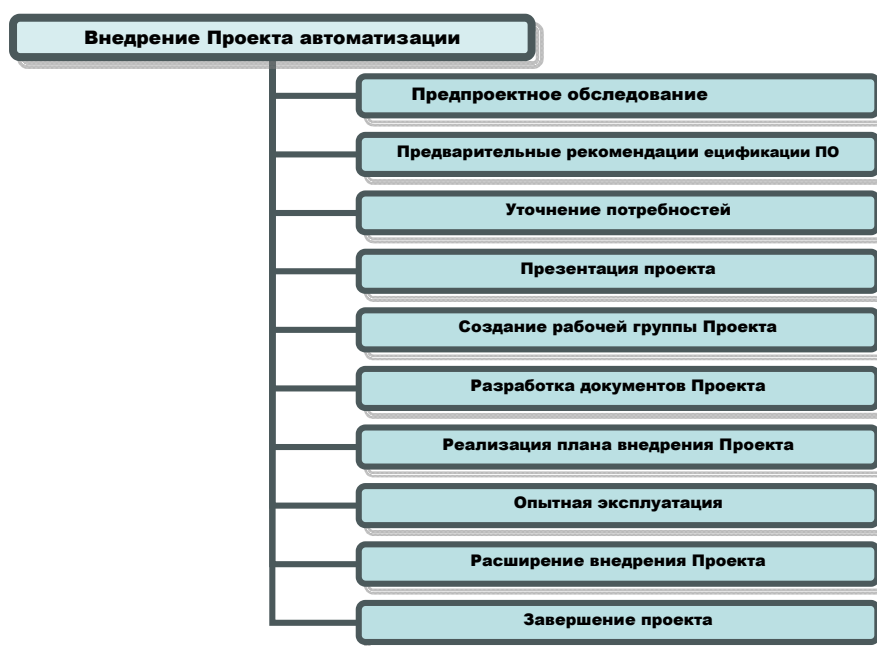 Внедрение Проекта автоматизации
Предпроектное обследование
Предварительные рекомендации ецификации ПО
Уточнение потребностей
Презентация проекта
Создание рабочей группы Проекта
Разработка документов Проекта
Реализация плана внедрения Проекта
Опытная эксплуатация
Расширение внедрения Проекта
Завершение проекта